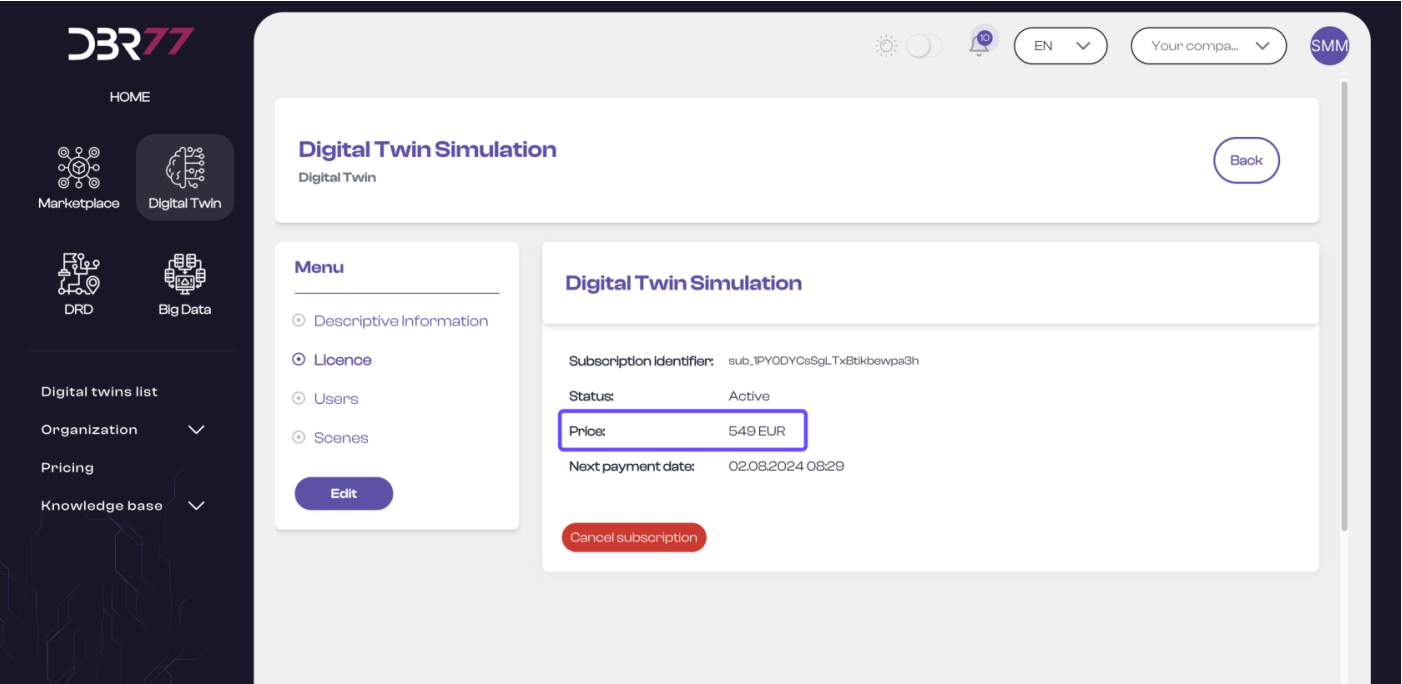 DBR77
10
EN
Your compa...
SMM
HOME
Marketplace
Digital Twin
DRD
Big Data
Digital twins list
Organization
Pricing
Knowledge base
Digital Twin Simulation
Digital Twin
Back
Menu
Descriptive Information
Licence
Users
Scenes
Edit
Digital Twin Simulation
Subscription identifier: sub_1PY0DYCsSgLTxBtikbewpa3h
Status: Active
Price: 549 EUR
Next payment date: 02.08.2024 08:29
Cancel subscription